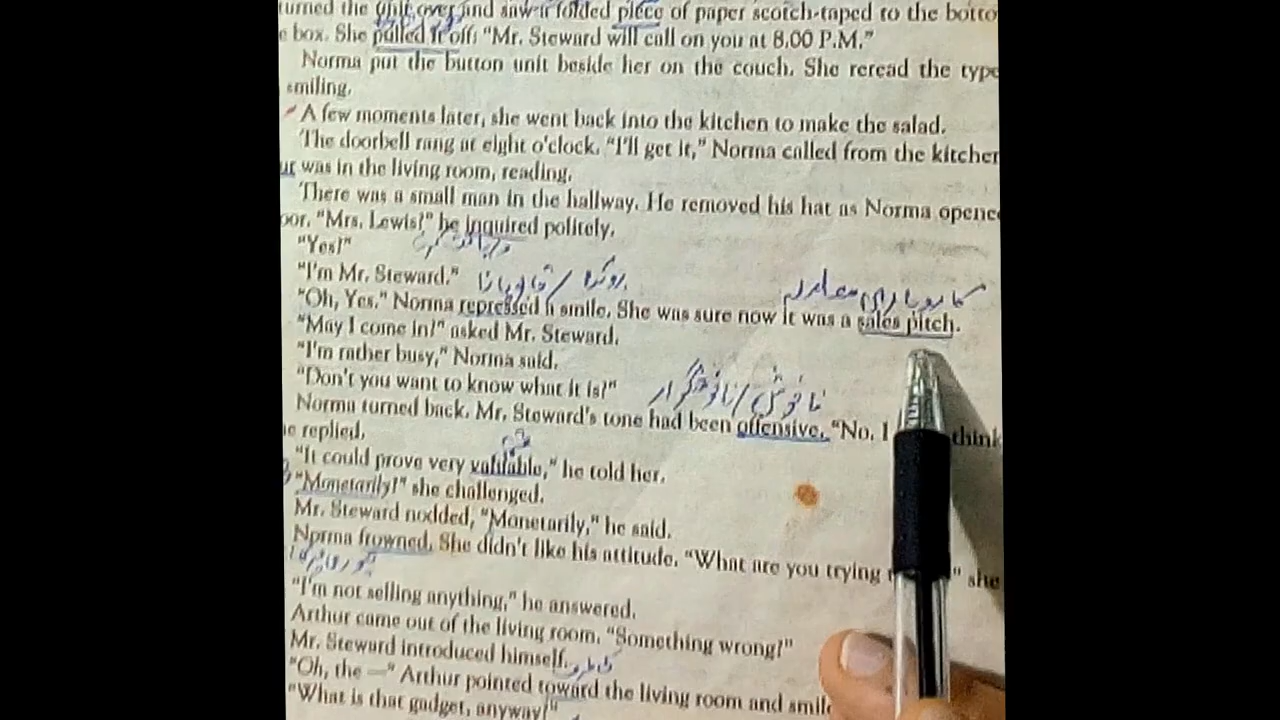 turned the unit over and saw a folded piece of paper scotch-taped to the botto
e box. She pulled it off: "Mr. Steward will call on you at 8.00 P.M."
Norma put the button unit beside her on the couch. She reread the type
smiling.
A few moments later, she went back into the kitchen to make the salad.
The doorbell rang at eight o'clock. "I'll get it," Norma called from the kitchen
ur was in the living room, reading.
There was a small man in the hallway. He removed his hat as Norma opene
oor. "Mrs. Lewis?" he inquired politely.
"Yes?"
"I'm Mr. Steward."
کاروباری معاملہ
"Oh, Yes." Norma repressed a smile. She was sure now it was a sales pitch.
"May I come in?" asked Mr. Steward.
"I'm rather busy," Norma said.
"Don't you want to know what it is?"
ناخوش / ناخوشگوار
Norma turned back. Mr. Steward's tone had been offensive. "No, I think
he replied.
"It could prove very valuable," he told her.
"Monetarily?" she challenged.
Mr. Steward nodded, "Monetarily," he said.
Norma frowned. She didn't like his attitude. "What are you trying " she
"I'm not selling anything," he answered.
Arthur came out of the living room. "Something wrong?"
Mr. Steward introduced himself.
"Oh, the —" Arthur pointed toward the living room and smile
"What is that gadget, anyway?"